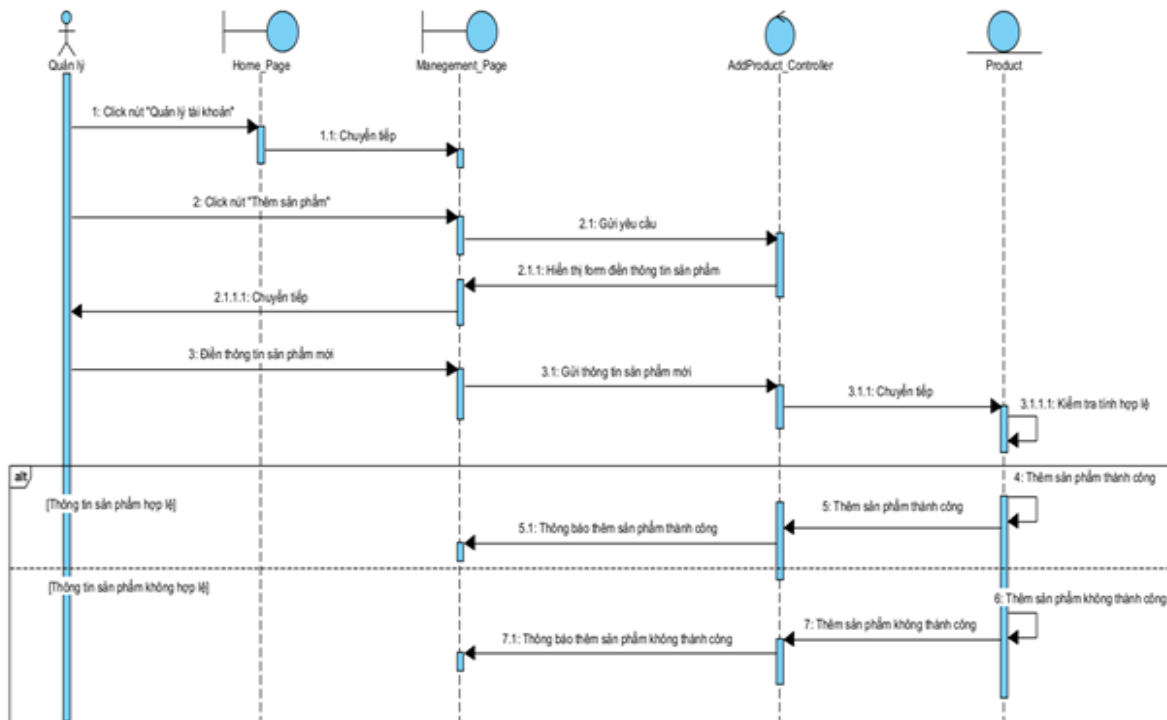 Quản lý
Home_Page
Manegement_Page
AddProduct_Controller
Product
1: Click nút "Quản lý tài khoản"
1.1: Chuyển tiếp
2: Click nút "Thêm sản phẩm"
2.1: Gửi yêu cầu
2.1.1: Hiển thị form điền thông tin sản phẩm
2.1.1.1: Chuyển tiếp
3: Điền thông tin sản phẩm mới
3.1: Gửi thông tin sản phẩm mới
3.1.1: Chuyển tiếp
3.1.1.1: Kiểm tra tính hợp lệ
alt
4: Thêm sản phẩm thành công
[Thông tin sản phẩm hợp lệ]
5: Thêm sản phẩm thành công
5.1: Thông báo thêm sản phẩm thành công
[Thông tin sản phẩm không hợp lệ]
6: Thêm sản phẩm không thành công
7: Thêm sản phẩm không thành công
7.1: Thông báo thêm sản phẩm không thành công